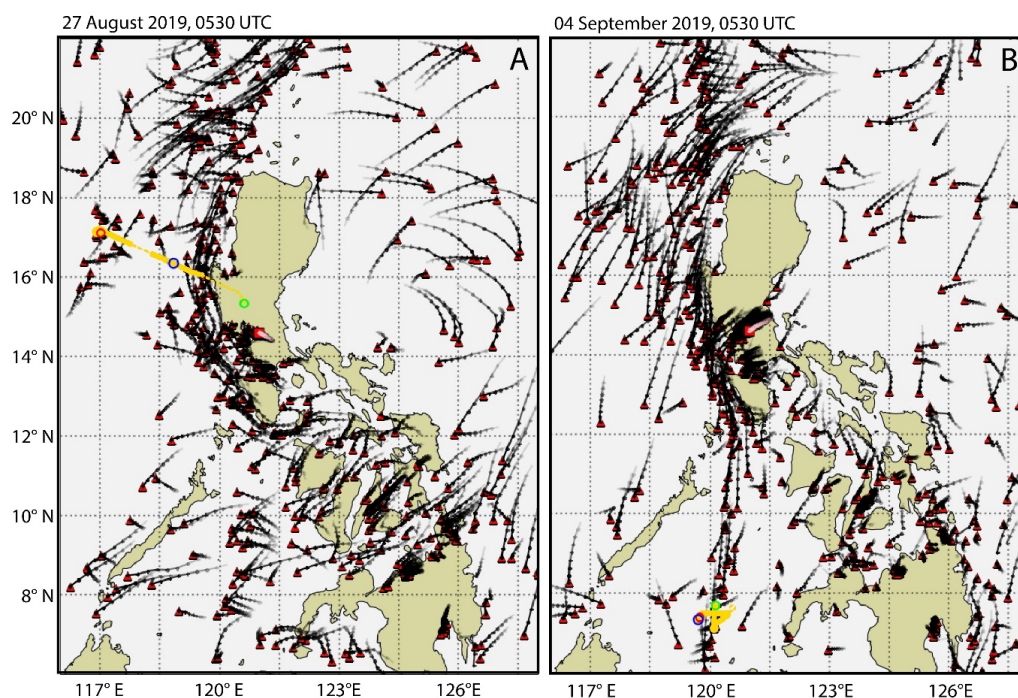 27 August 2019, 0530 UTC
04 September 2019, 0530 UTC
A
B
20° N
18° N
16° N
14° N
12° N
10° N
8° N
117° E
120° E
123° E
126° E
117° E
120° E
123° E
126° E